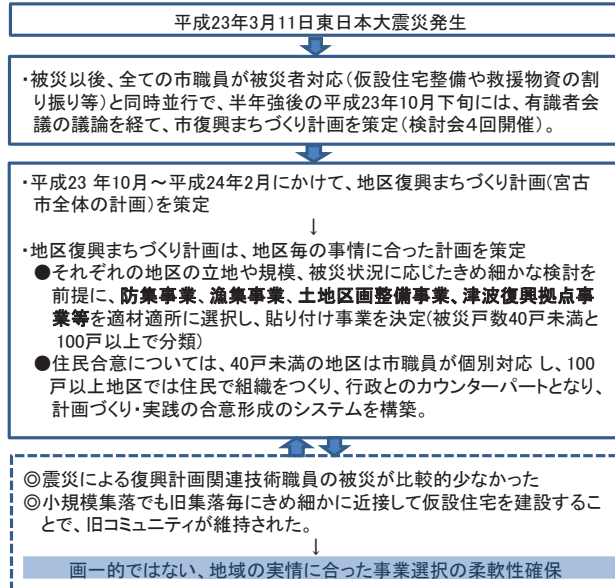 平成23年3月11日東日本大震災発生
・被災以後、全ての市職員が被災者対応(仮設住宅整備や救援物資の割
り振り等)と同時並行で、半年強後の平成23年10月下旬には、有識者会
議の議論を経て、市復興まちづくり計画を策定(検討会4回開催)。
・平成23 年10月～平成24年2月にかけて、地区復興まちづくり計画(宮古
市全体の計画)を策定
↓
・地区復興まちづくり計画は、地区毎の事情に合った計画を策定
●それぞれの地区の立地や規模、被災状況に応じたきめ細かな検討を
前提に、防集事業、漁集事業、土地区画整備事業、津波復興拠点事
業等を適材適所に選択し、貼り付け事業を決定(被災戸数40戸未満と
100戸以上で分類)
●住民合意については、40戸未満の地区は市職員が個別対応 し、100
戸以上地区では住民で組織をつくり、行政とのカウンターパートとなり、
計画づくり・実践の合意形成のシステムを構築。
◎震災による復興計画関連技術職員の被災が比較的少なかった
◎小規模集落でも旧集落毎にきめ細かに近接して仮設住宅を建設するこ
とで、旧コミュニティが維持された。
↓
画一的ではない、地域の実情に合った事業選択の柔軟性確保